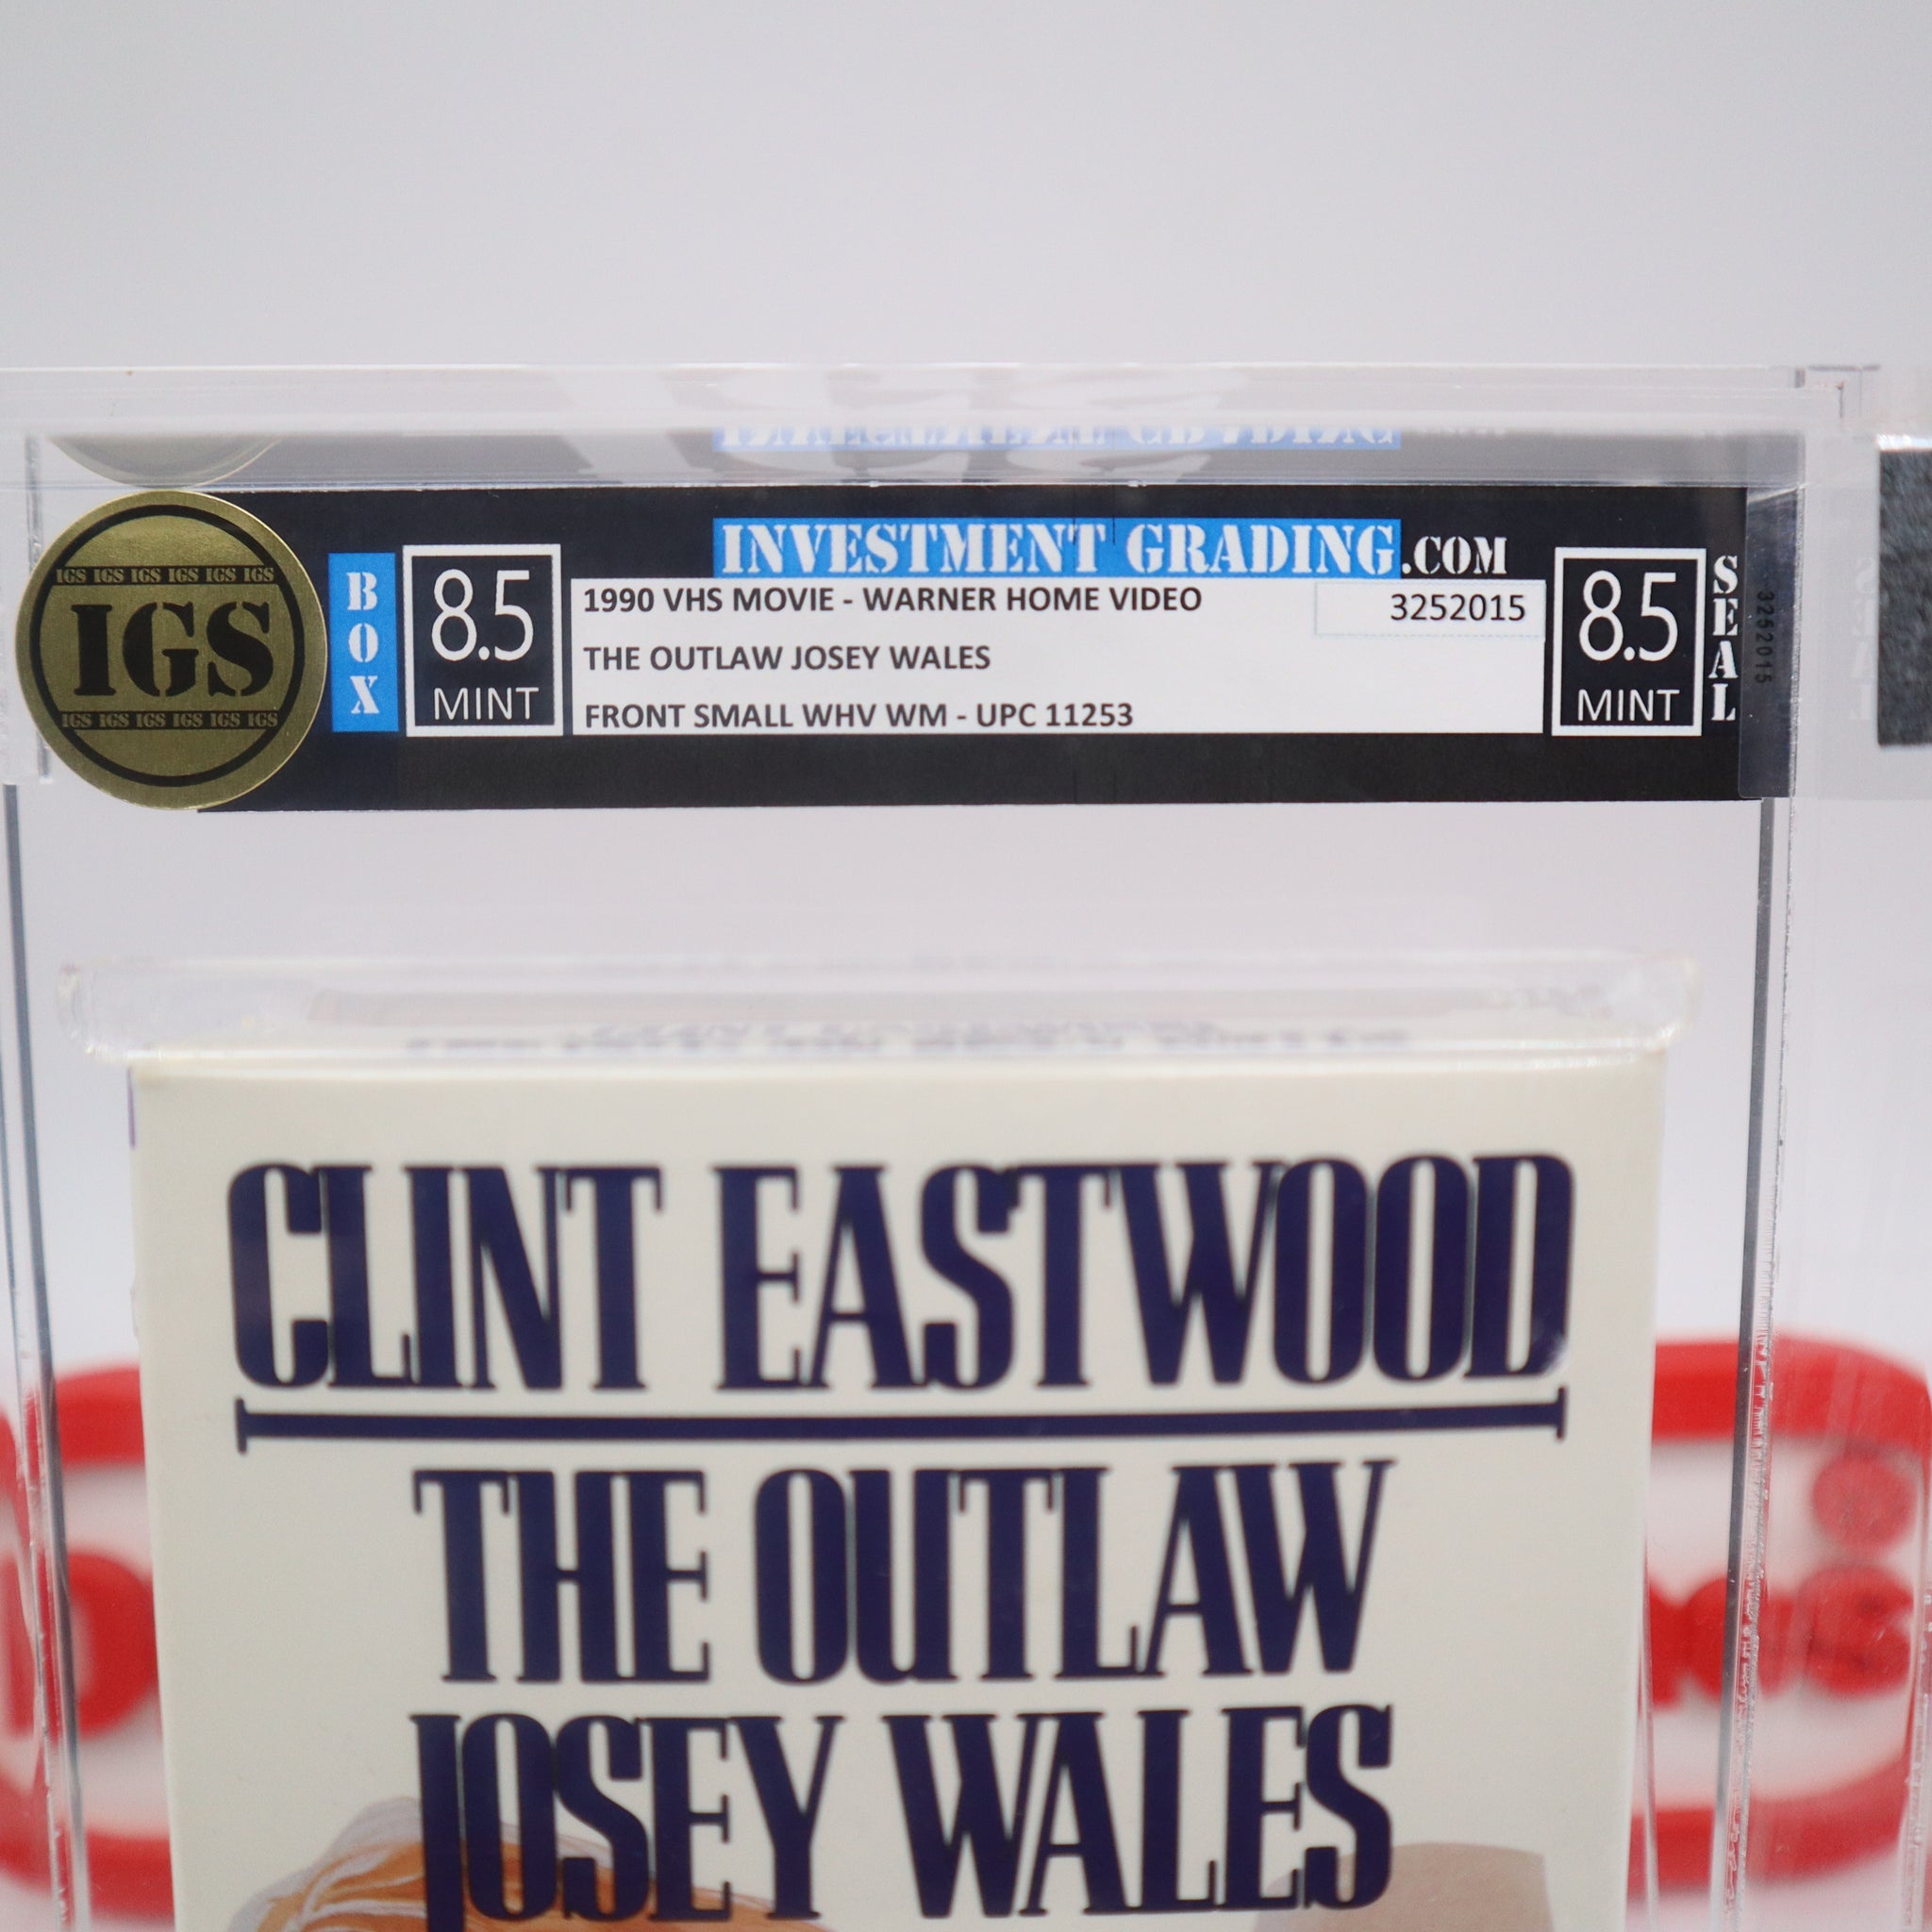 INVESTMENT GRADING.COM
IGS IGS IGS IGS IGS IGS
IGS
IGS IGS IGS IGS IGS IGS
BOX
8.5
MINT
1990 VHS MOVIE - WARNER HOME VIDEO
3252015
THE OUTLAW JOSEY WALES
FRONT SMALL WHV WM - UPC 11253
8.5
MINT
SEAL
3252015
CLINT EASTWOOD
THE OUTLAW
JOSEY WALES